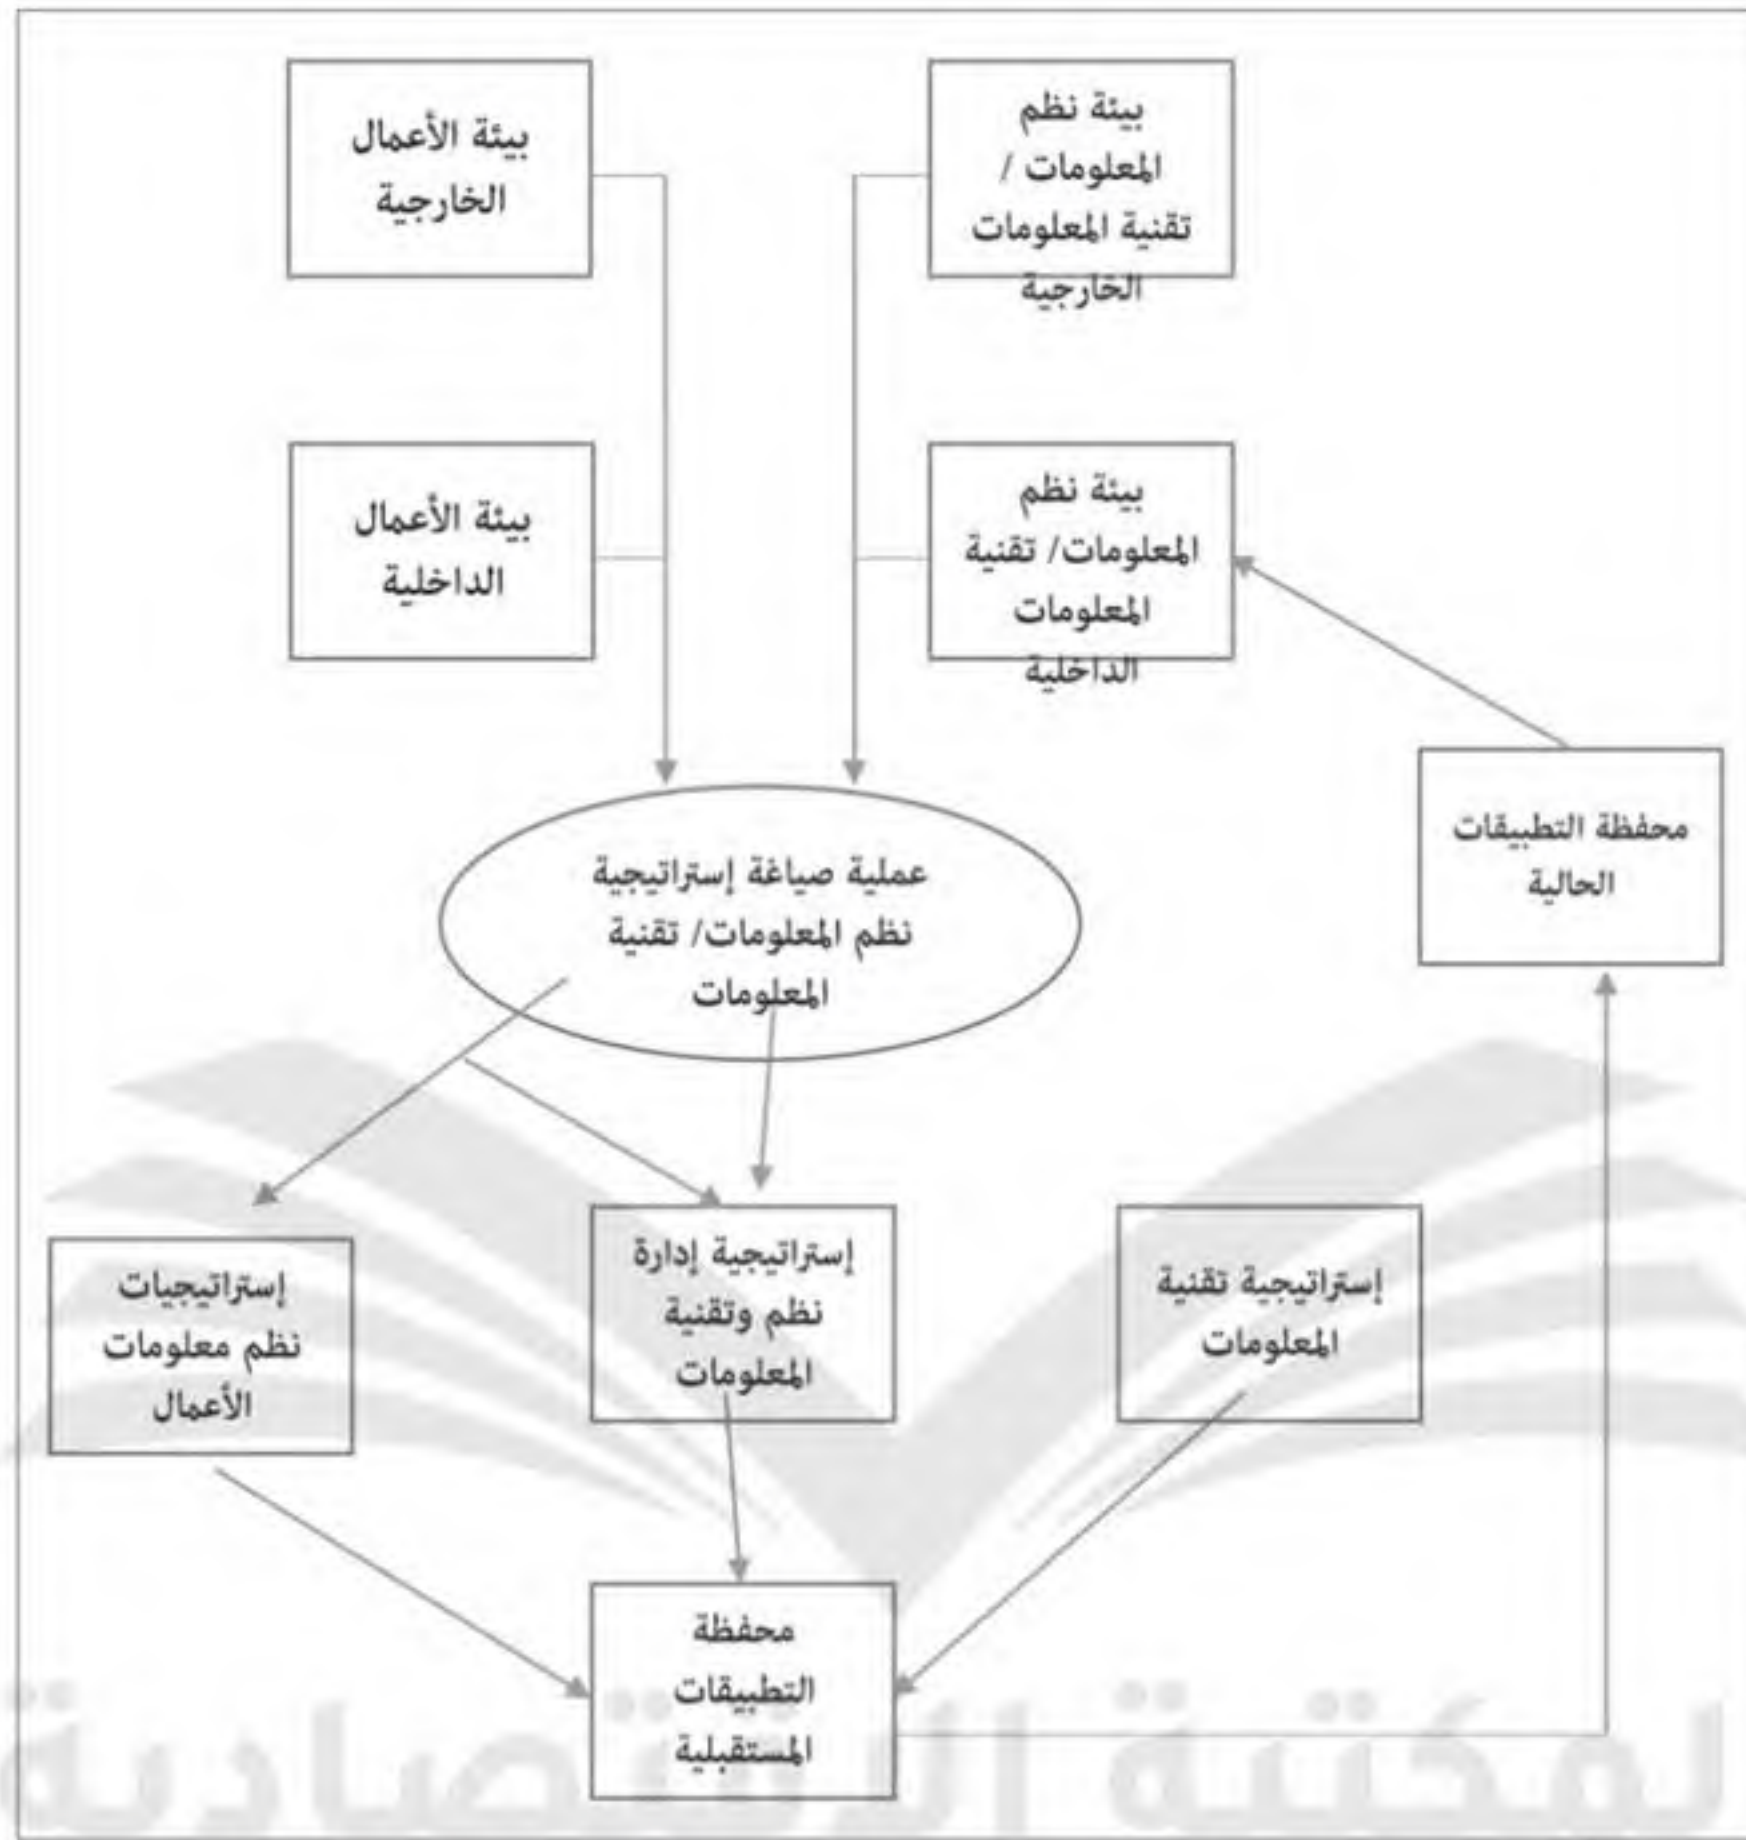 بيئة نظم
المعلومات /
تقنية المعلومات
الخارجية
بيئة الأعمال
الخارجية
بيئة نظم
المعلومات/ تقنية
المعلومات
الداخلية
بيئة الأعمال
الداخلية
محفظة التطبيقات
الحالية
عملية صياغة إستراتيجية
نظم المعلومات/ تقنية
المعلومات
إستراتيجية تقنية
المعلومات
إستراتيجية إدارة
نظم وتقنية
المعلومات
إستراتيجيات
نظم معلومات
الأعمال
محفظة
التطبيقات
المستقبلية
لمكتبة الاقتصادية